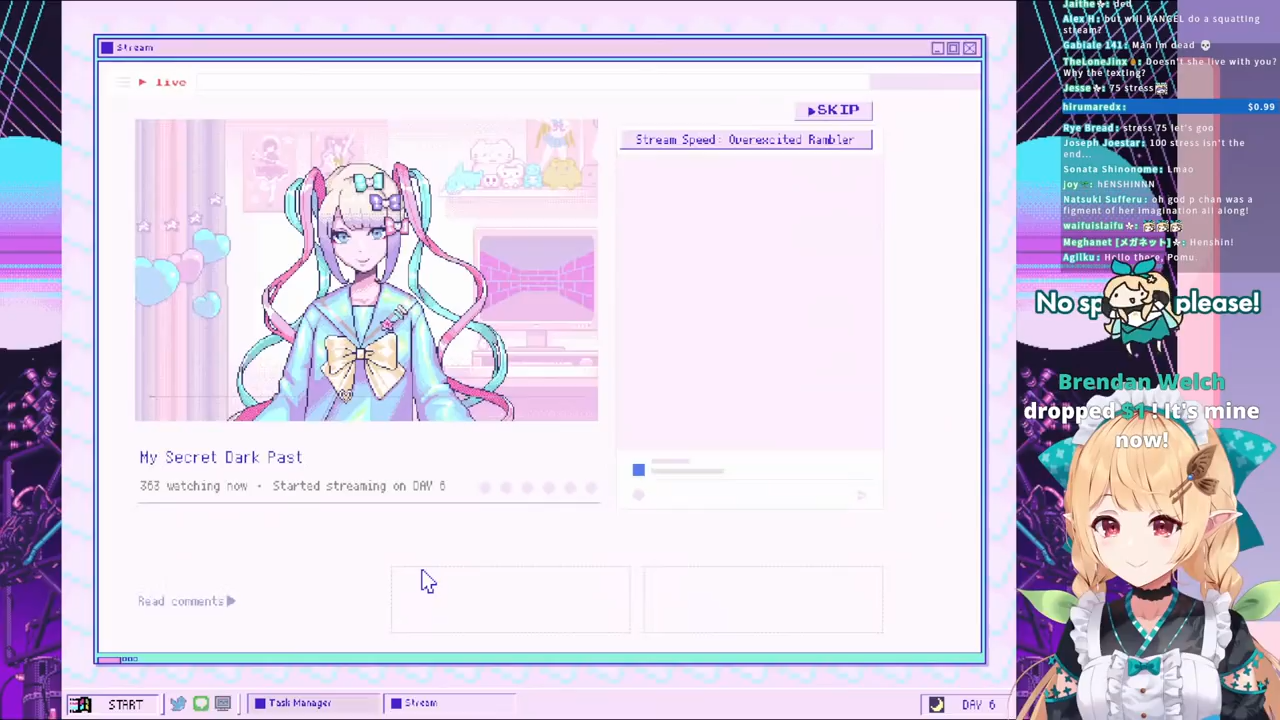 Stream
live
SKIP
Stream Speed: Overexcited Rambler
My Secret Dark Past
363 watching now • Started streaming on DAY 6
Read comments
START
Task Manager
Stream
DAY 6
Jaithe: ded
Alex H: but will KANGEL do a squatting
stream?
Gabiale 141: Man Im dead
TheLoneJinx: Doesn't she live with you?
Why the texting?
Jesse: 75 stress
hirumaredx: $0.99
Rye Bread: stress 75 let's goo
Joseph Joestar: 100 stress isn't the
end...
Sonata Shinonome: Lmao
joy: hENSHINNN
Natsuki Sufferu: oh god p chan was a
figment of her imagination all along!
waifuislaifu:
Meghanet [メガネット]: Henshin!
Agilku: Hello there, Pomu.
No sp please!
Brendan Welch
dropped $1! It's mine
now!